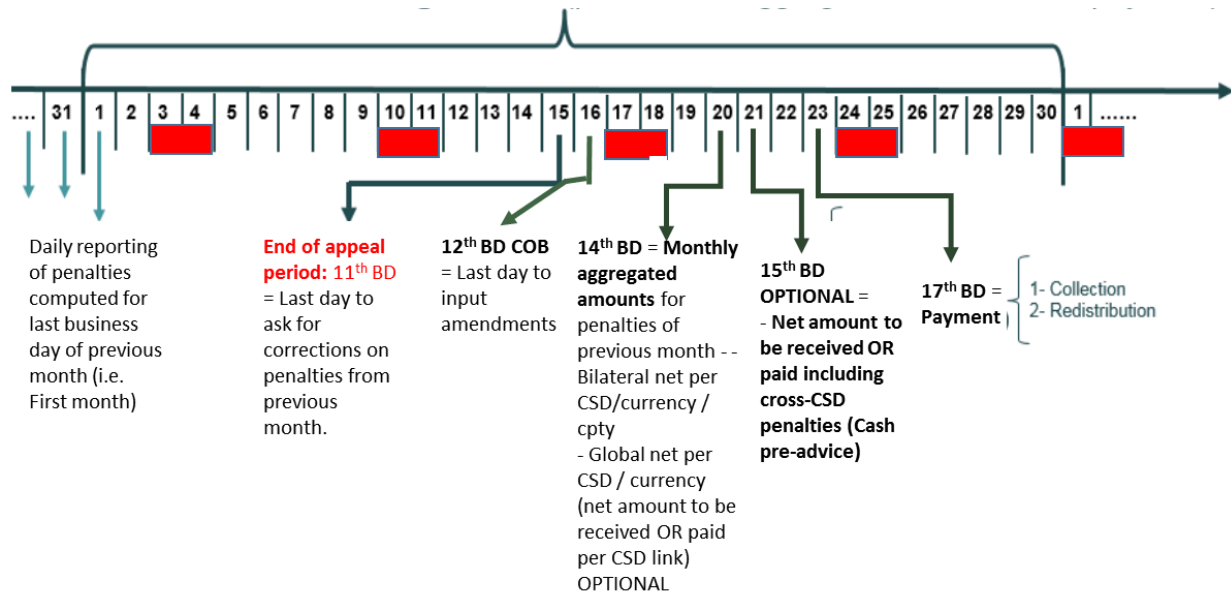 .... 31 1 2 3 4 5 6 7 8 9 10 11 12 13 14 15 16 17 18 19 20 21 22 23 24 25 26 27 28 29 30 1 ......
Daily reporting
of penalties
computed for
last business
day of previous
month (i.e.
First month)
End of appeal
period: 11th BD
= Last day to
ask for
corrections on
penalties from
previous
month.
12th BD COB
= Last day to
input
amendments
14th BD = Monthly
aggregated
amounts for
penalties of
previous month - -
Bilateral net per
CSD/currency /
cpty
- Global net per
CSD / currency
(net amount to be
received OR paid
per CSD link)
OPTIONAL
15th BD
OPTIONAL =
- Net amount to
be received OR
paid including
cross-CSD
penalties (Cash
pre-advice)
17th BD =
Payment
1- Collection
2- Redistribution